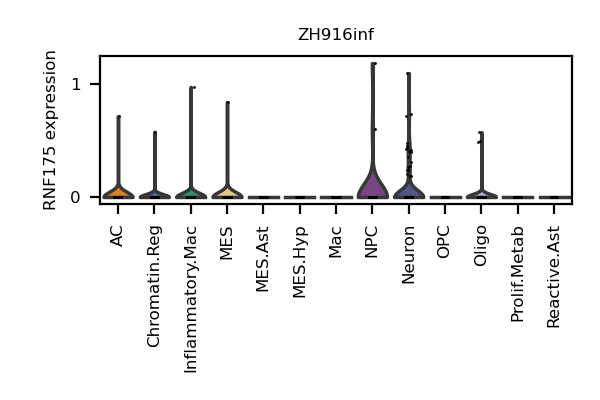 ZH916inf
RNF175 expression
1
0
AC
Chromatin.Reg
Inflammatory.Mac
MES
MES.Ast
MES.Hyp
Mac
NPC
Neuron
OPC
Oligo
Prolif.Metab
Reactive.Ast